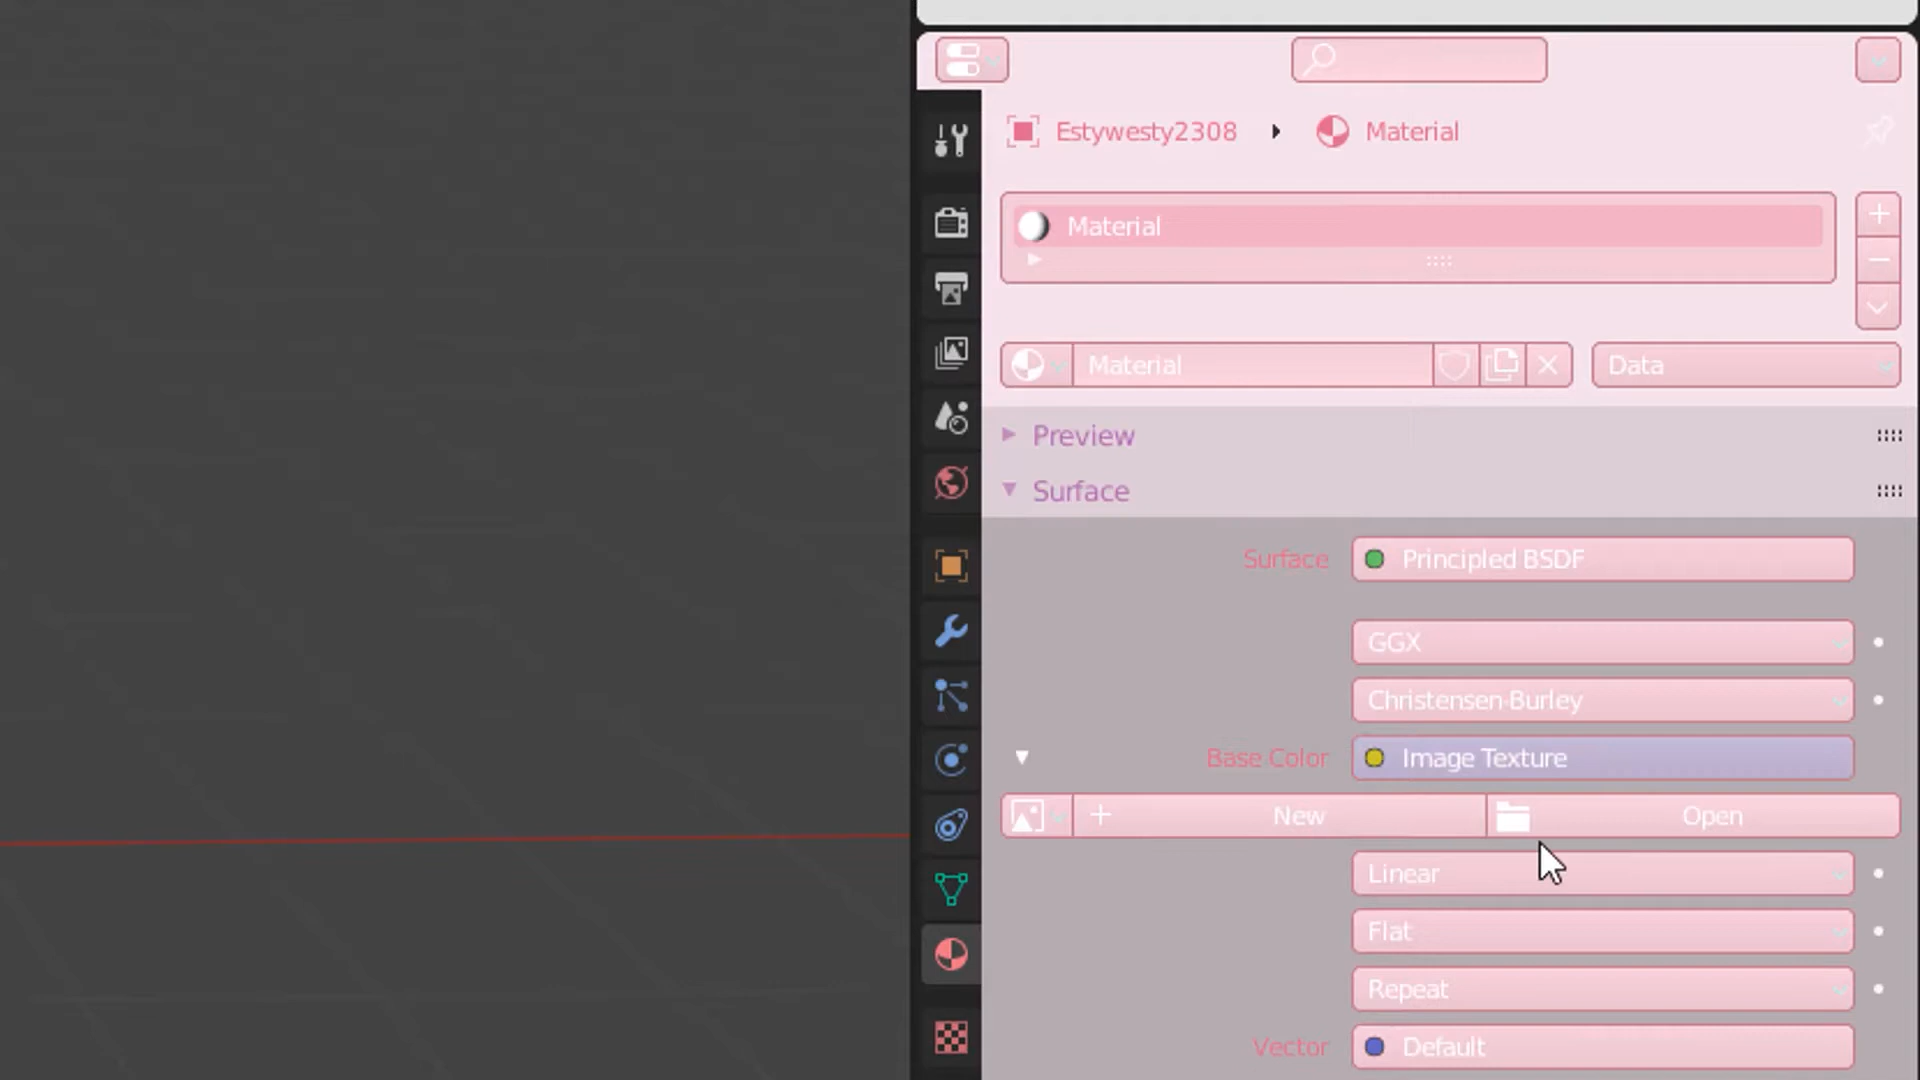 Estywesty2308 Material
Material
Material Data
Preview
Surface
Surface Principled BSDF
GGX
Christensen-Burley
Base Color Image Texture
New Open
Linear
Flat
Repeat
Vector Default